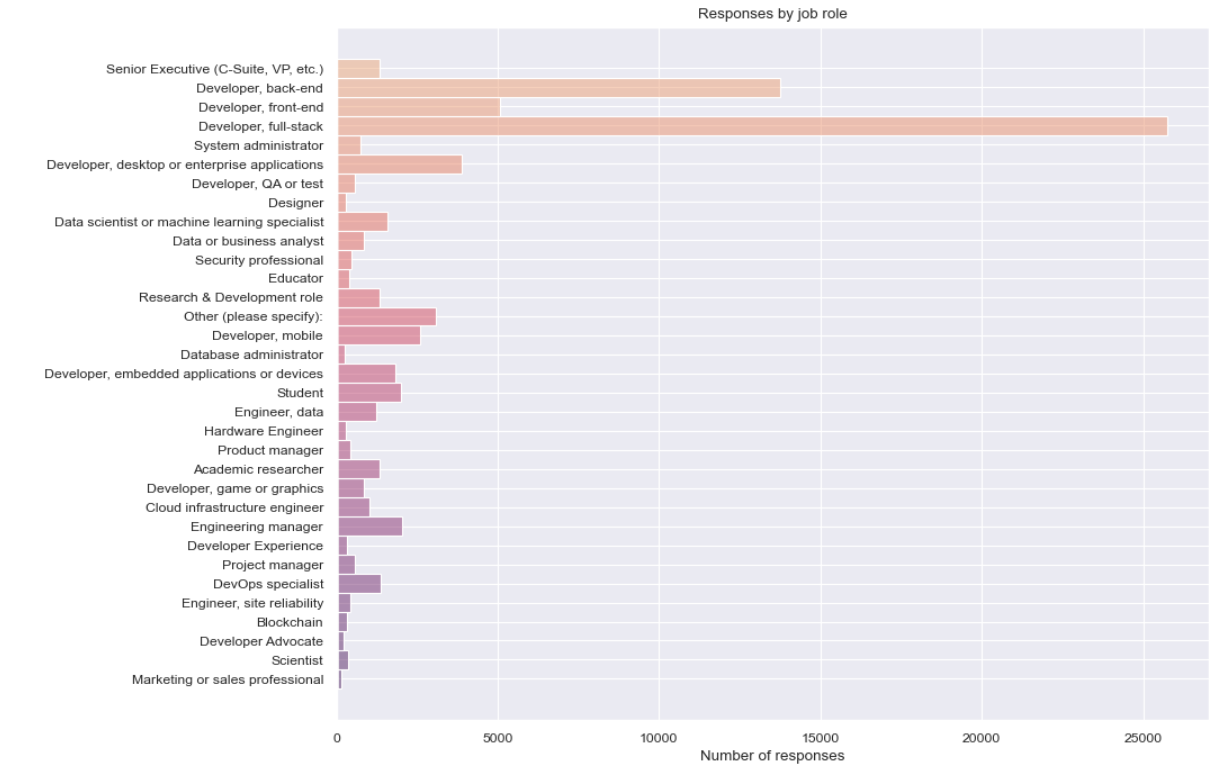 Responses by job role
Senior Executive (C-Suite, VP, etc.)
Developer, back-end
Developer, front-end
Developer, full-stack
System administrator
Developer, desktop or enterprise applications
Developer, QA or test
Designer
Data scientist or machine learning specialist
Data or business analyst
Security professional
Educator
Research & Development role
Other (please specify):
Developer, mobile
Database administrator
Developer, embedded applications or devices
Student
Engineer, data
Hardware Engineer
Product manager
Academic researcher
Developer, game or graphics
Cloud infrastructure engineer
Engineering manager
Developer Experience
Project manager
DevOps specialist
Engineer, site reliability
Blockchain
Developer Advocate
Scientist
Marketing or sales professional
0 5000 10000 15000 20000 25000
Number of responses